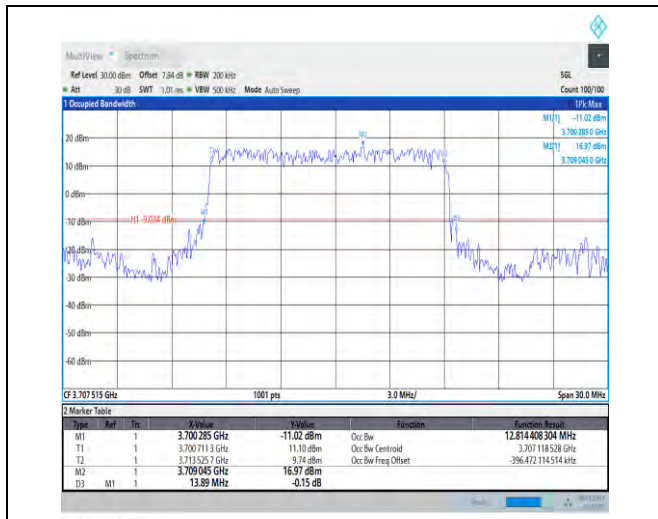 MultiView Spectrum
Ref Level 30.00 dBm Offset 7.84 dB RBW 200 kHz SGL
Att 30 dB SWT 1.01 ms VBW 500 kHz Mode Auto Sweep Count 100/100
1 Occupied Bandwidth 1Pk Max
M1[1] -11.02 dBm
3.700 285 0 GHz
M2[1] 16.97 dBm
3.709 045 0 GHz
M2
20 dBm
10 dBm
0 dBm
-10 dBm H1 -9.034 dBm
-20 dBm
-30 dBm
-40 dBm
-50 dBm
-60 dBm
CF 3.707 515 GHz 1001 pts 3.0 MHz/ Span 30.0 MHz
2 Marker Table
Type Ref Trc X-Value Y-Value Function Function Result
M1 1 3.700 285 GHz -11.02 dBm Occ Bw 12.814 408 304 MHz
T1 1 3.700 711 3 GHz 11.10 dBm Occ Bw Centroid 3.707 118 528 GHz
T2 1 3.713 525 7 GHz 9.74 dBm Occ Bw Freq Offset -396.472 114 514 kHz
M2 1 3.709 045 GHz 16.97 dBm
D3 M1 1 13.89 MHz -0.15 dB